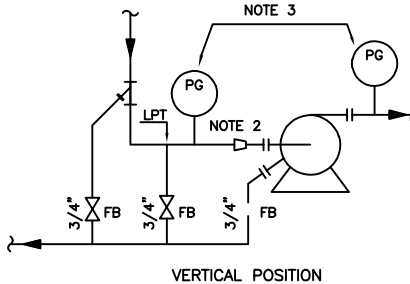 NOTE 3
PG
PG
LPT
NOTE 2
3/4"
FB
3/4"
FB
3/4"
FB
VERTICAL POSITION